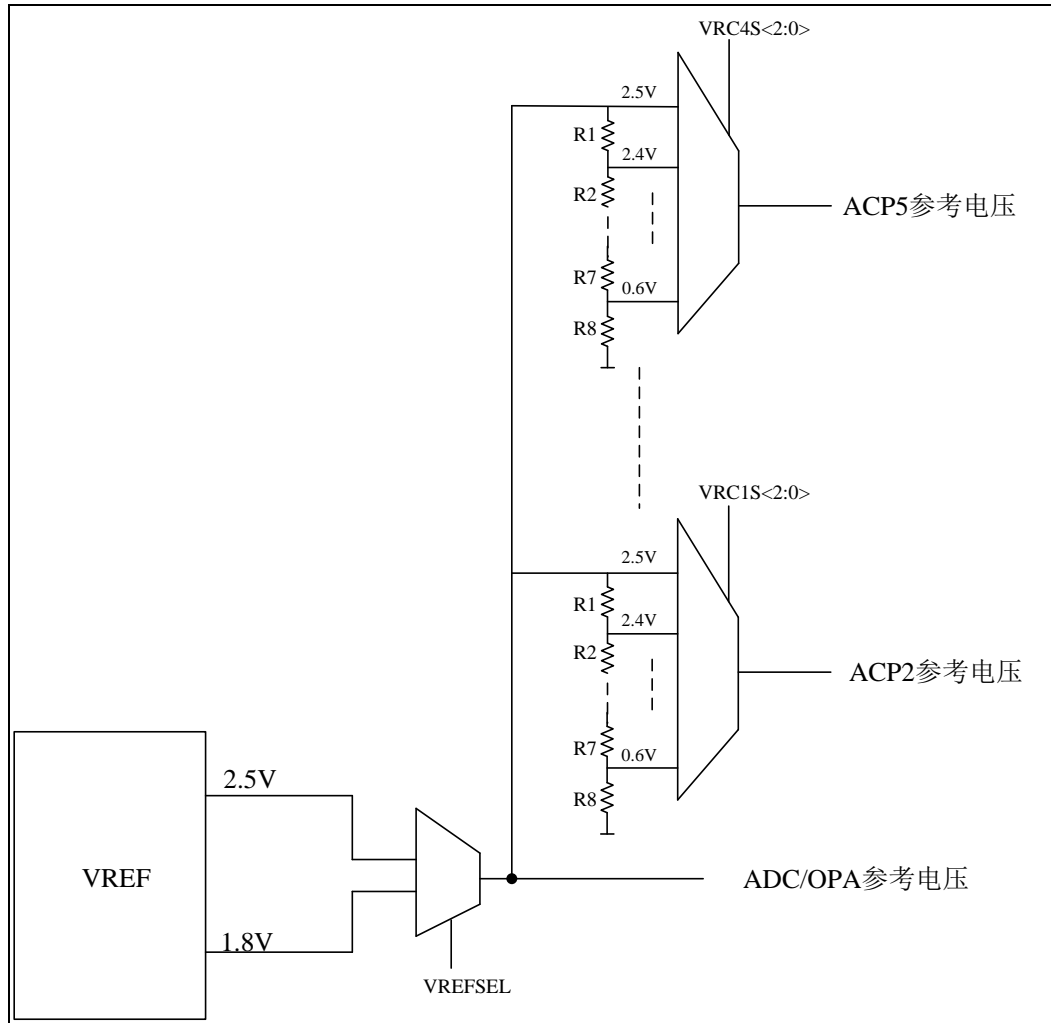 VRC4S<2:0>
2.5V
R1
2.4V
R2
ACP5参考电压
R7
0.6V
R8
VRC1S<2:0>
2.5V
R1
2.4V
R2
ACP2参考电压
R7
0.6V
R8
2.5V
VREF
ADC/OPA参考电压
1.8V
VREFSEL